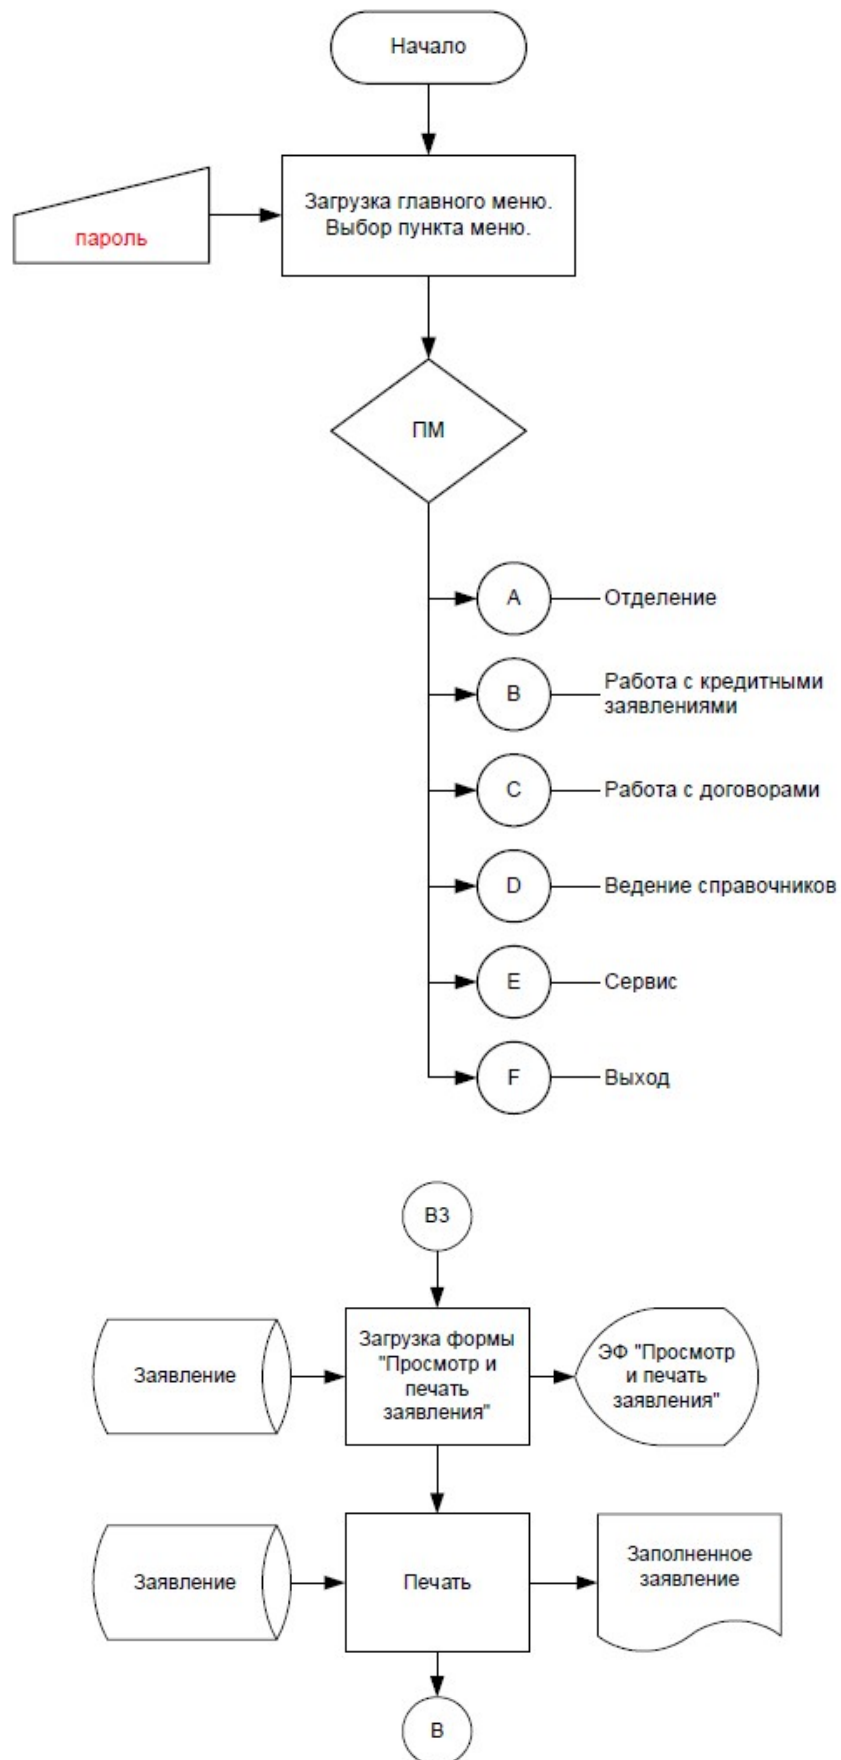 Начало
Загрузка главного меню.
Выбор пункта меню.
пароль
ПМ
A
Отделение
B
Работа с кредитными
заявлениями
C
Работа с договорами
D
Ведение справочников
E
Сервис
F
Выход
B3
Заявление
Загрузка формы
"Просмотр и
печать
заявления"
ЭФ "Просмотр
и печать
заявления"
Заявление
Печать
Заполненное
заявление
B